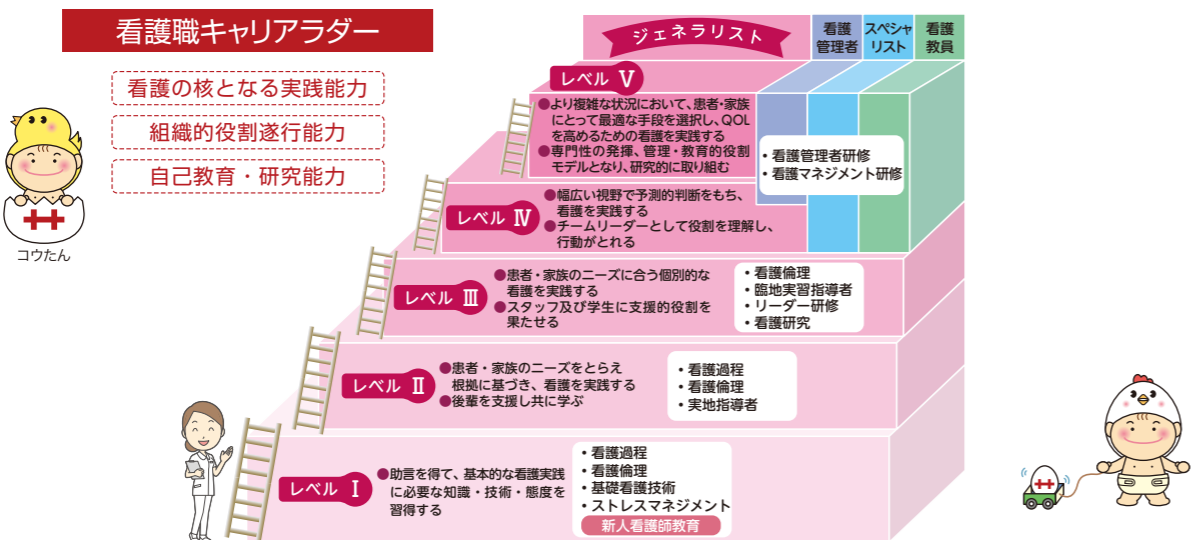 看護職キャリアラダー
看護の核となる実践能力
組織的役割遂行能力
自己教育・研究能力
コウたん
ジェネラリスト
看護
管理者
スペシャ
リスト
看護
教員
レベル Ⅴ
●より複雑な状況において、患者・家族
にとって最適な手段を選択し、QOL
を高めるための看護を実践する
●専門性の発揮、管理・教育的役割
モデルとなり、研究的に取り組む
・看護管理者研修
・看護マネジメント研修
レベル Ⅳ
●幅広い視野で予測的判断をもち、
看護を実践する
●チームリーダーとして役割を理解し、
行動がとれる
レベル Ⅲ
●患者・家族のニーズに合う個別的な
看護を実践する
●スタッフ及び学生に支援的役割を
果たせる
・看護倫理
・臨地実習指導者
・リーダー研修
・看護研究
レベル Ⅱ
●患者・家族のニーズをとらえ
根拠に基づき、看護を実践する
●後輩を支援し共に学ぶ
・看護過程
・看護倫理
・実地指導者
レベル Ⅰ
●助言を得て、基本的な看護実践
に必要な知識・技術・態度を
習得する
・看護過程
・看護倫理
・基礎看護技術
・ストレスマネジメント
新人看護師教育